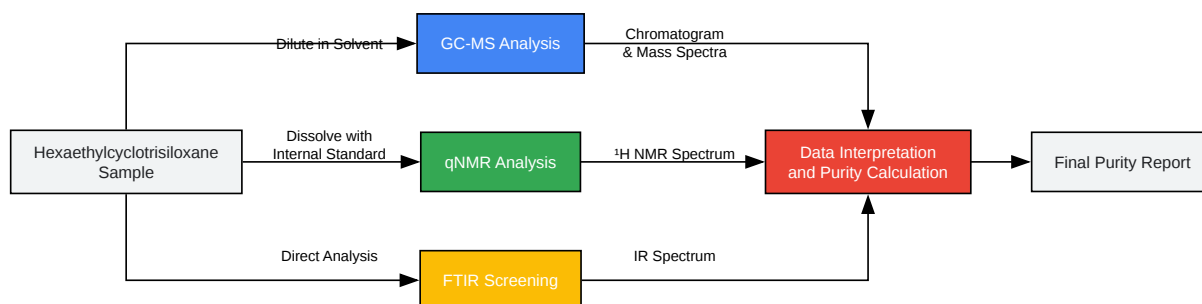 Dilute in Solvent
GC-MS Analysis
Chromatogram
& Mass Spectra
Hexaethylcyclotrisiloxane
Sample
Dissolve with
Internal Standard
qNMR Analysis
¹H NMR Spectrum
Data Interpretation
and Purity Calculation
Final Purity Report
Direct Analysis
FTIR Screening
IR Spectrum